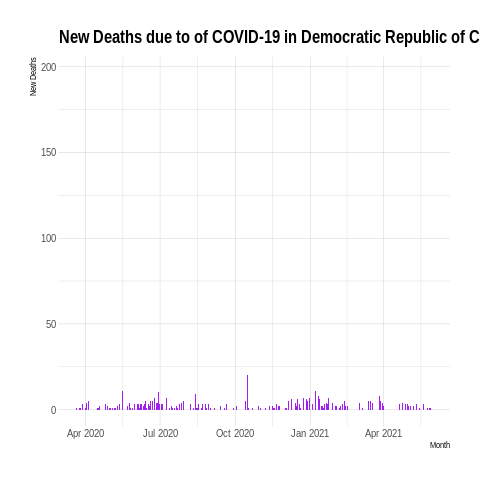 New Deaths due to of COVID-19 in Democratic Republic of C
New Deaths
200
150
100
50
0
Apr 2020 Jul 2020 Oct 2020 Jan 2021 Apr 2021
Month